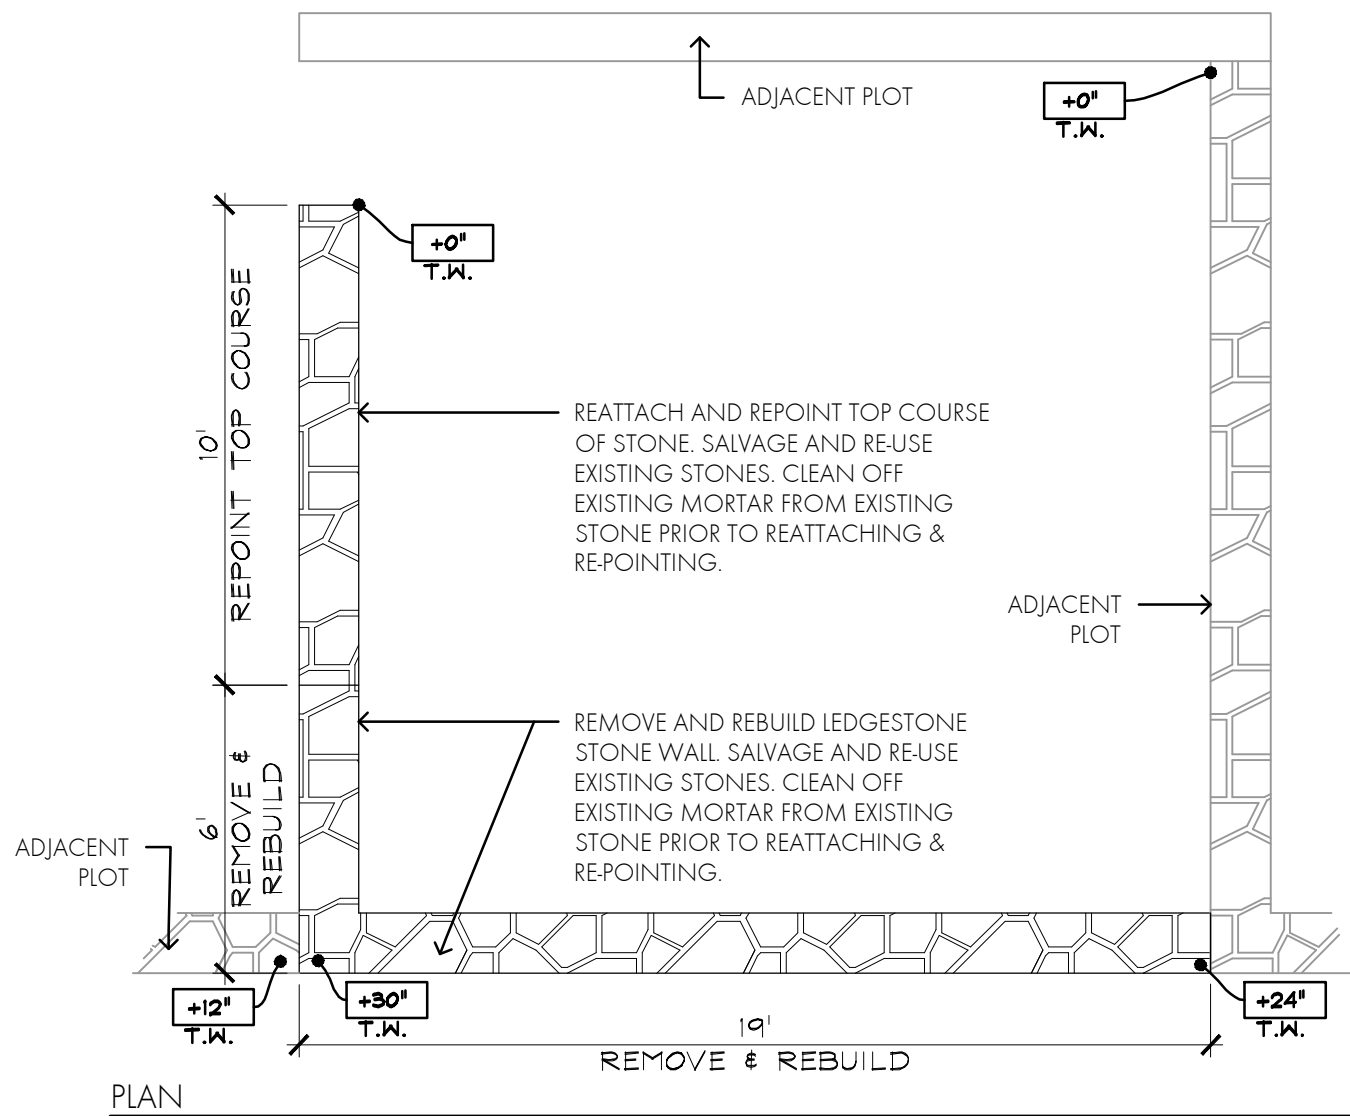 ADJACENT PLOT
+0"
T.W.
+0"
T.W.
10'
REPOINT TOP COURSE
REATTACH AND REPOINT TOP COURSE
OF STONE. SALVAGE AND RE-USE
EXISTING STONES. CLEAN OFF
EXISTING MORTAR FROM EXISTING
STONE PRIOR TO REATTACHING &
RE-POINTING.
ADJACENT
PLOT
6'
REMOVE &
REBUILD
REMOVE AND REBUILD LEDGESTONE
STONE WALL. SALVAGE AND RE-USE
EXISTING STONES. CLEAN OFF
EXISTING MORTAR FROM EXISTING
STONE PRIOR TO REATTACHING &
RE-POINTING.
ADJACENT
PLOT
+12"
T.W.
+30"
T.W.
+24"
T.W.
19'
REMOVE & REBUILD
PLAN